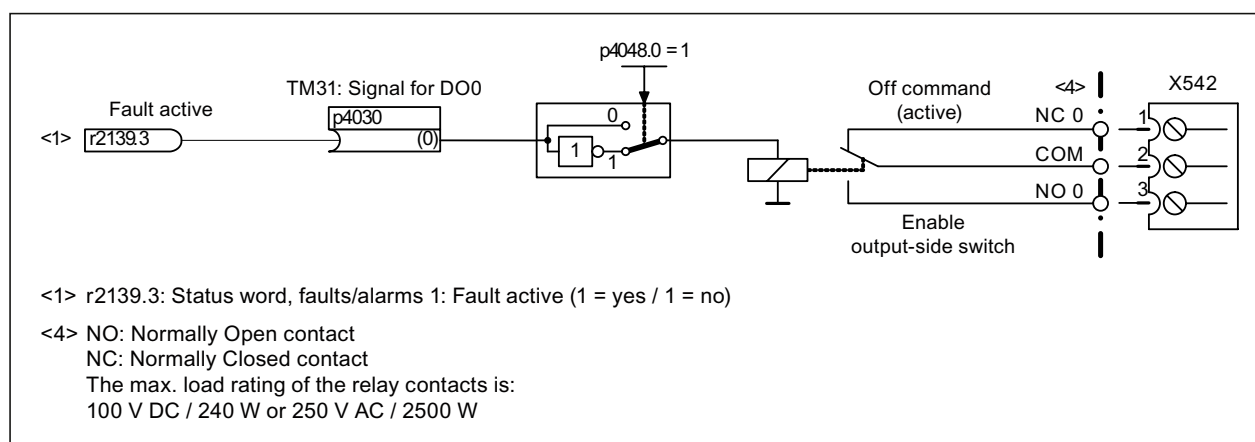 p4048.0 = 1
TM31: Signal for DO0
Fault active
p4030
<1>
r2139.3
(0)
0
1
1
Off command
(active)
<4>
X542
NC 0
1
COM
2
NO 0
3
Enable
output-side switch
<1> r2139.3: Status word, faults/alarms 1: Fault active (1 = yes / 1 = no)
<4> NO: Normally Open contact
NC: Normally Closed contact
The max. load rating of the relay contacts is:
100 V DC / 240 W or 250 V AC / 2500 W